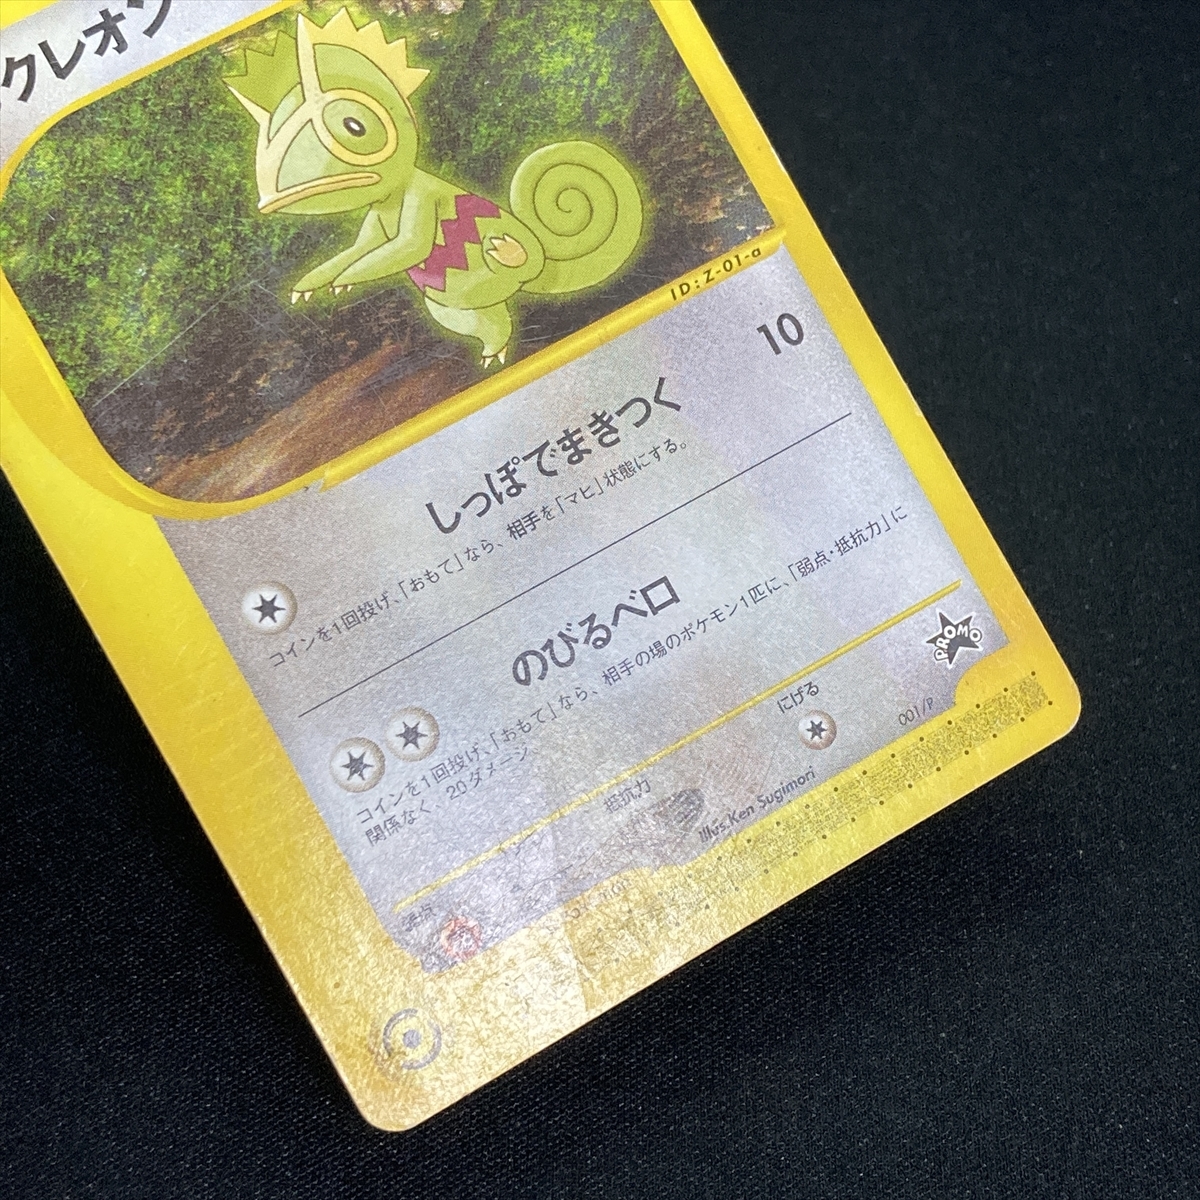 クレオン
ID:Z-01-a
しっぽでまきつく 10
コインを1回投げ、「おもて」なら、相手を「マヒ」状態にする。
のびるベロ
コインを1回投げ、「おもて」なら、相手の場のポケモン1匹に、「弱点・抵抗力」に
関係なく、20ダメージ。
弱点
抵抗力
にげる
PROMO
001/P
Illus.Ken Sugimori